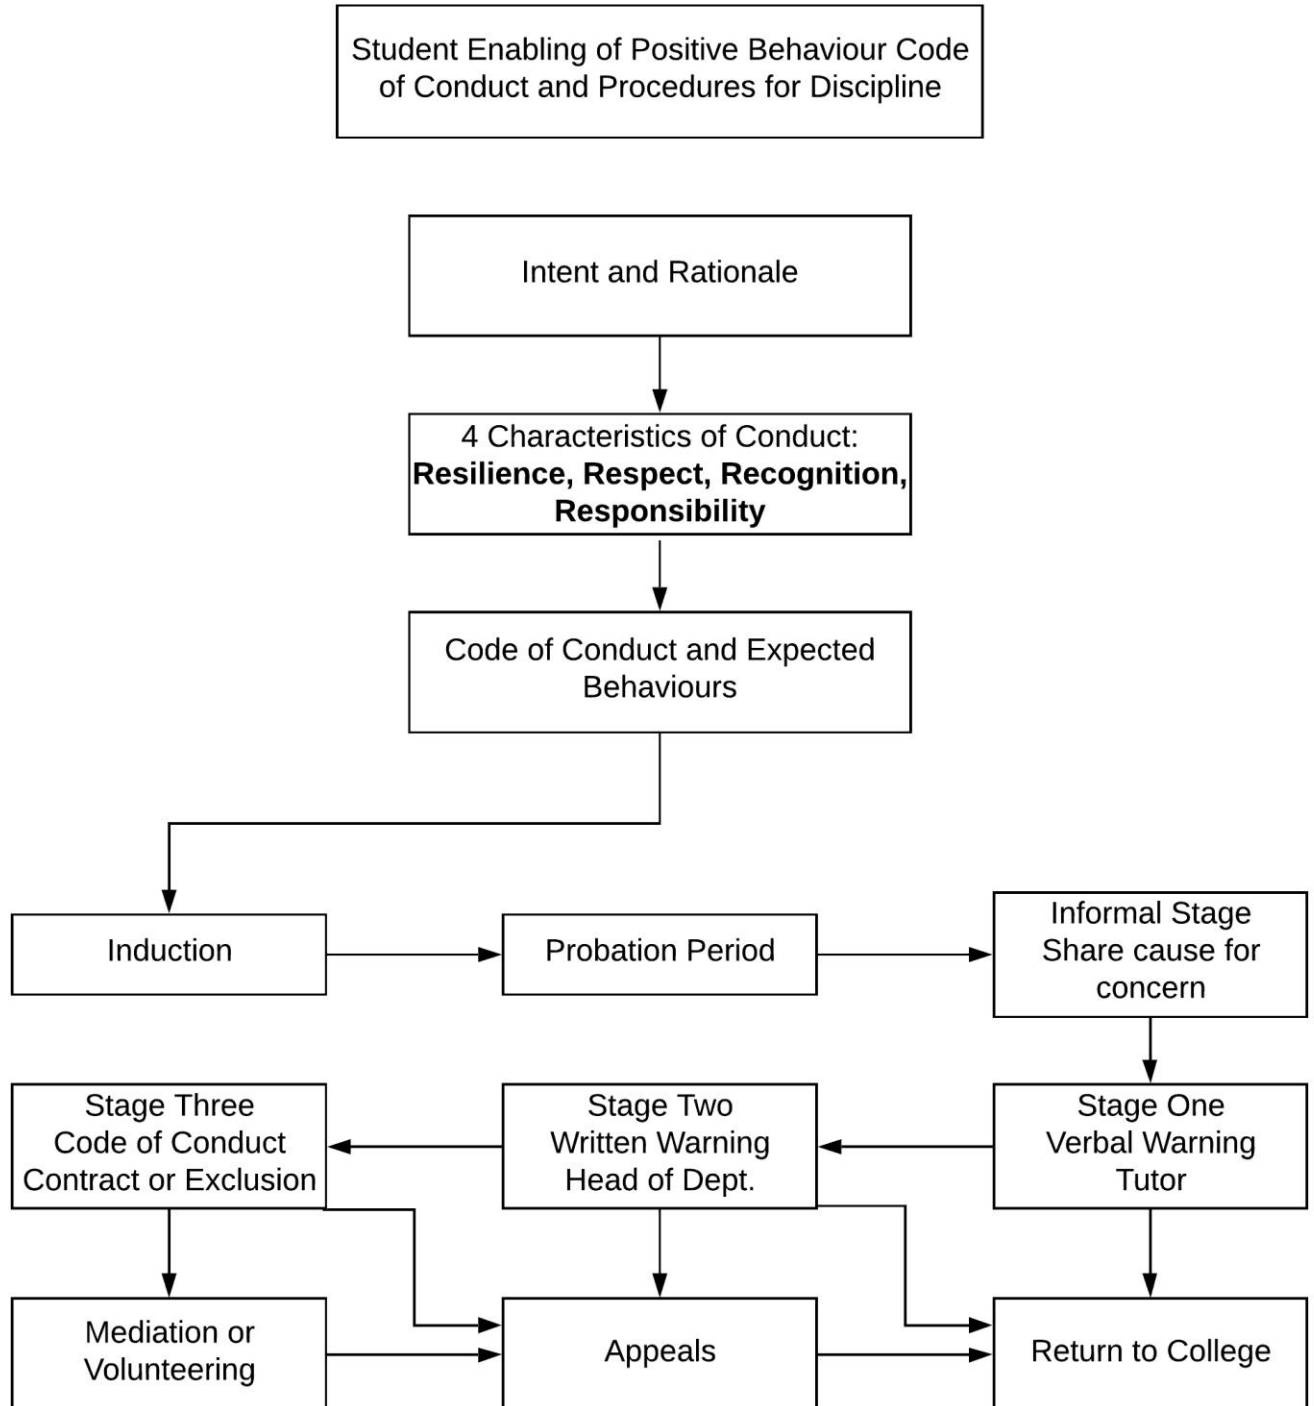 Student Enabling of Positive Behaviour Code
of Conduct and Procedures for Discipline
Intent and Rationale
4 Characteristics of Conduct:
Resilience, Respect, Recognition,
Responsibility
Code of Conduct and Expected
Behaviours
Induction
Probation Period
Informal Stage
Share cause for
concern
Stage Three
Code of Conduct
Contract or Exclusion
Stage Two
Written Warning
Head of Dept.
Stage One
Verbal Warning
Tutor
Mediation or
Volunteering
Appeals
Return to College